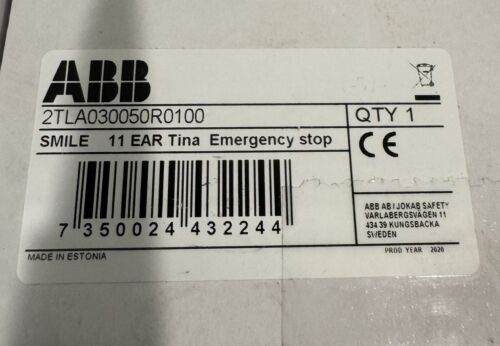 ABB
2TLA030050R0100
QTY 1
SMILE 11 EAR Tina Emergency stop
CE
7 350024 432244
ABB AB / JOKAB SAFETY
VARLABERGSVÄGEN 11
434 39 KUNGSBACKA
SWEDEN
MADE IN ESTONIA
PROD YEAR 2020